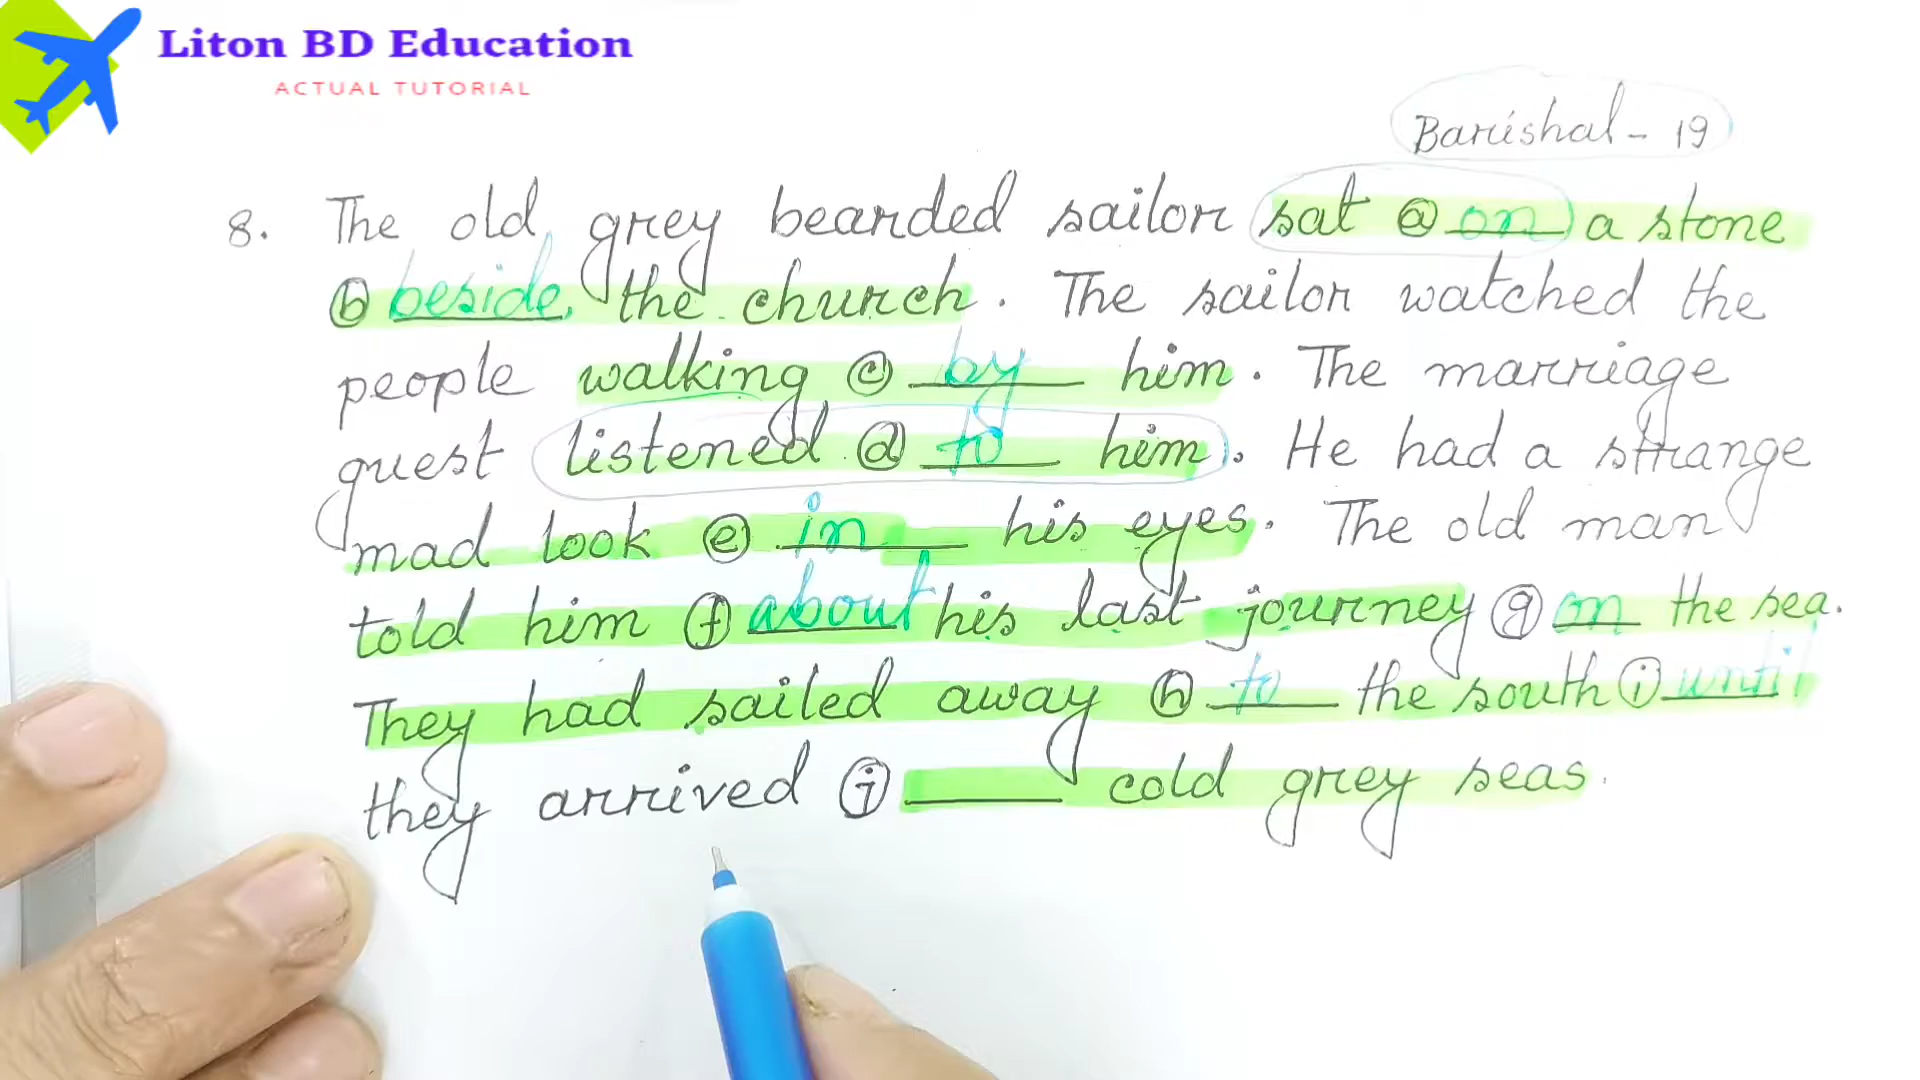 Liton BD Education
ACTUAL TUTORIAL
Barishal - 19
8. The old grey bearded sailor sat ⓐ on a stone
ⓑ beside the church. The sailor watched the
people walking ⓒ by him. The marriage
guest listened ⓓ to him. He had a strange
mad look ⓔ in his eyes. The old man
told him ⓕ about his last journey ⓖ on the sea.
They had sailed away ⓗ to the south ⓘ until
they arrived ⓙ ____ cold grey seas.